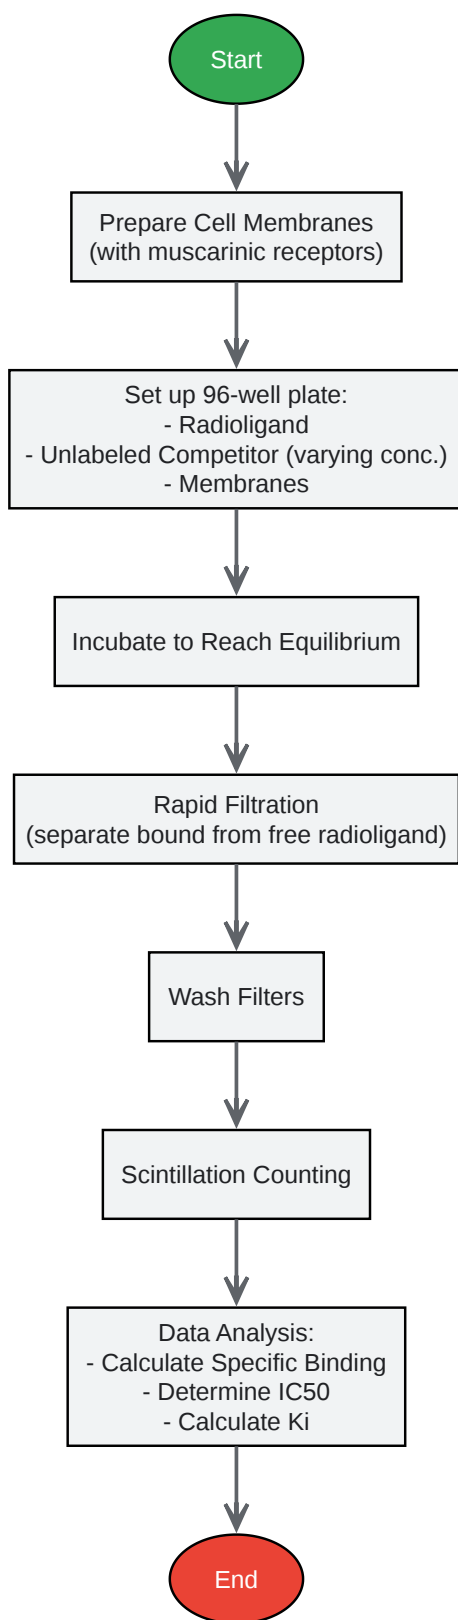 Start
Prepare Cell Membranes
(with muscarinic receptors)
Set up 96-well plate:
- Radioligand
- Unlabeled Competitor (varying conc.)
- Membranes
Incubate to Reach Equilibrium
Rapid Filtration
(separate bound from free radioligand)
Wash Filters
Scintillation Counting
Data Analysis:
- Calculate Specific Binding
- Determine IC50
- Calculate Ki
End